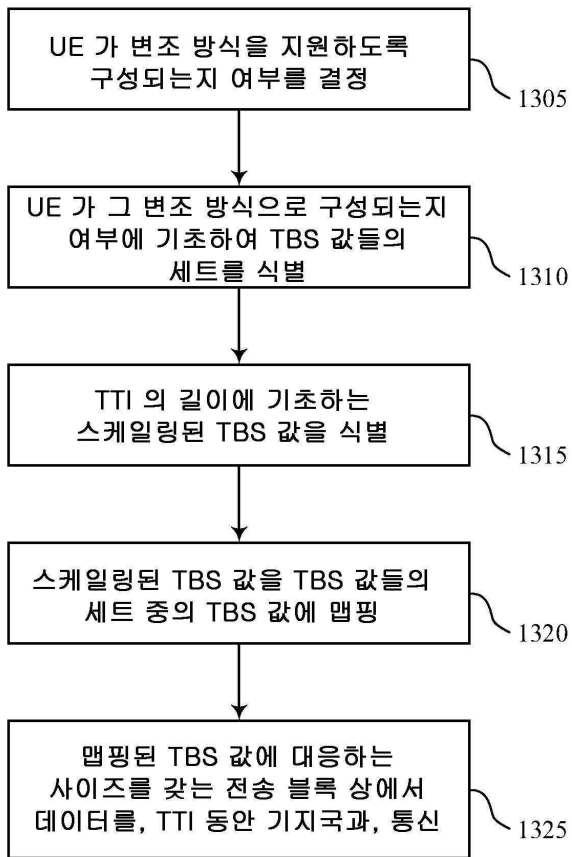 UE 가 변조 방식을 지원하도록
구성되는지 여부를 결정
1305
UE 가 그 변조 방식으로 구성되는지
여부에 기초하여 TBS 값들의
세트를 식별
1310
TTI 의 길이에 기초하는
스케일링된 TBS 값을 식별
1315
스케일링된 TBS 값을 TBS 값들의
세트 중의 TBS 값에 맵핑
1320
맵핑된 TBS 값에 대응하는
사이즈를 갖는 전송 블록 상에서
데이터를, TTI 동안 기지국과, 통신
1325